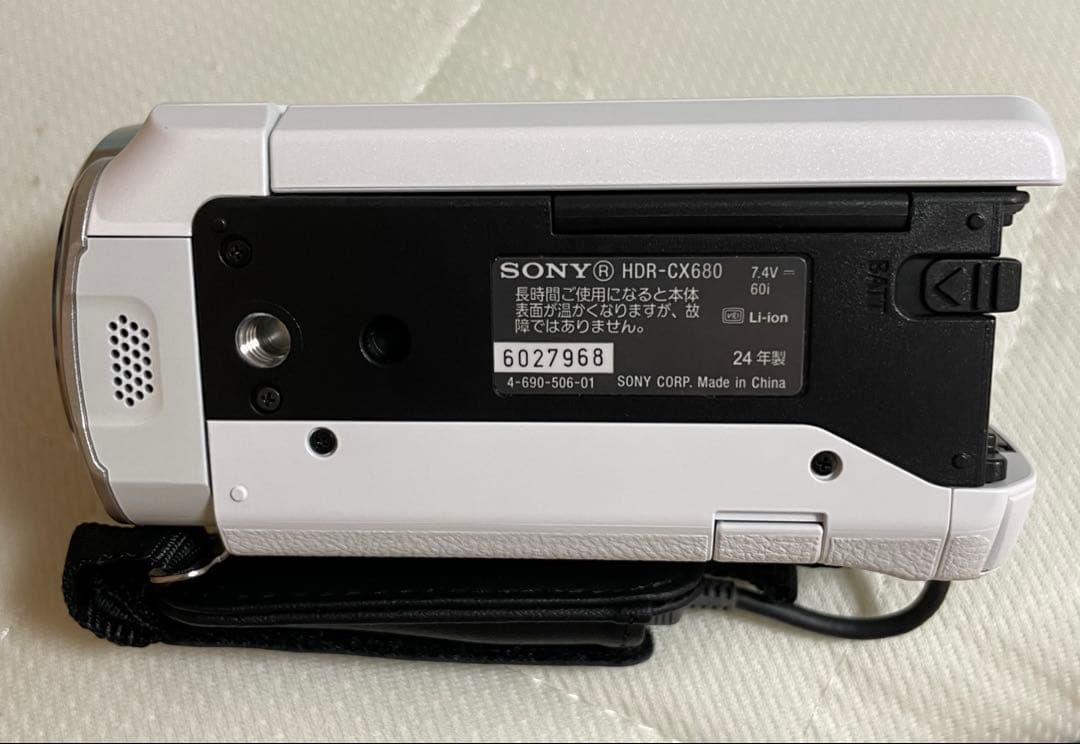 SONY® HDR-CX680 7.4V ⎓
60i
長時間ご使用になると本体
表面が温かくなりますが、故
障ではありません。
Li-ion
6027968
24 年製
4-690-506-01 SONY CORP. Made in China
BATT